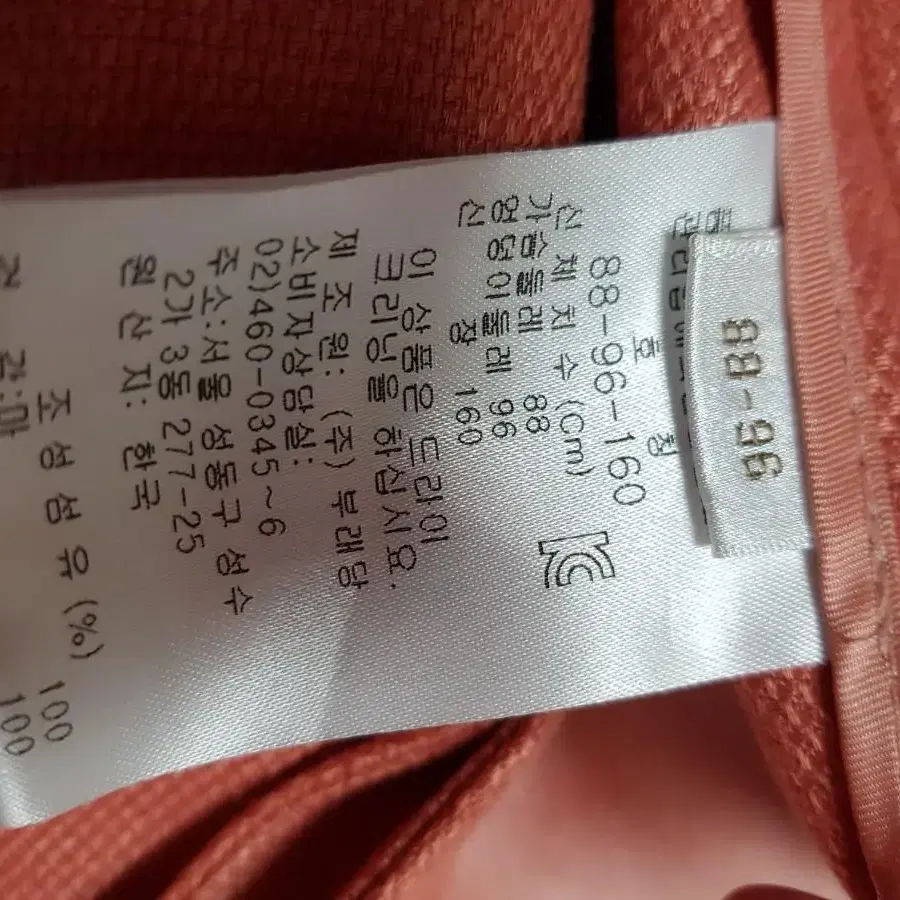 88-96
호칭
88-96-160
신체치수 (Cm)
가슴둘레 88
엉덩이둘레 96
신장 160
이 상품은 드라이
크리닝을 하십시요.
제조원: (주) 부래당
소비자상담실:
02)460-0345~6
주소:서울 성동구 성수
2가 3동 277-25
원산지: 한국
조성섬유(%)
100
100